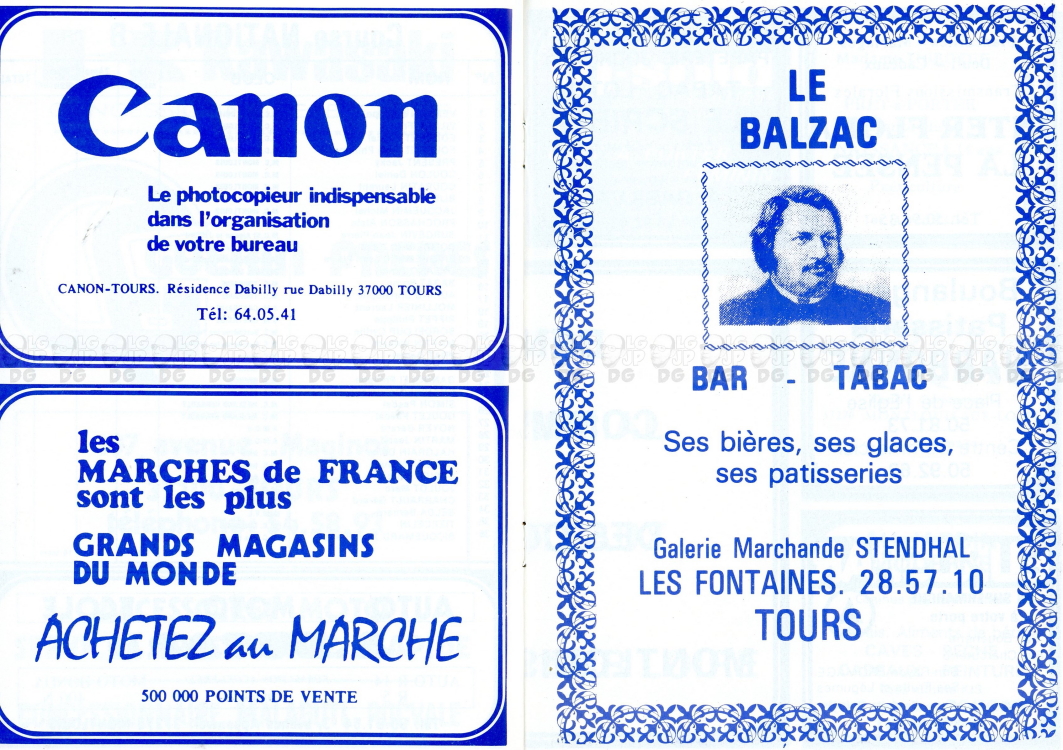 Canon
Le photocopieur indispensable
dans l'organisation
de votre bureau
CANON-TOURS. Résidence Dabilly rue Dabilly 37000 TOURS
Tél: 64.05.41
les
MARCHES de FRANCE
sont les plus
GRANDS MAGASINS
DU MONDE
ACHETEZ au MARCHE
500 000 POINTS DE VENTE
LE
BALZAC
BAR - TABAC
Ses bières, ses glaces,
ses patisseries
Galerie Marchande STENDHAL
LES FONTAINES 28.57.10
TOURS